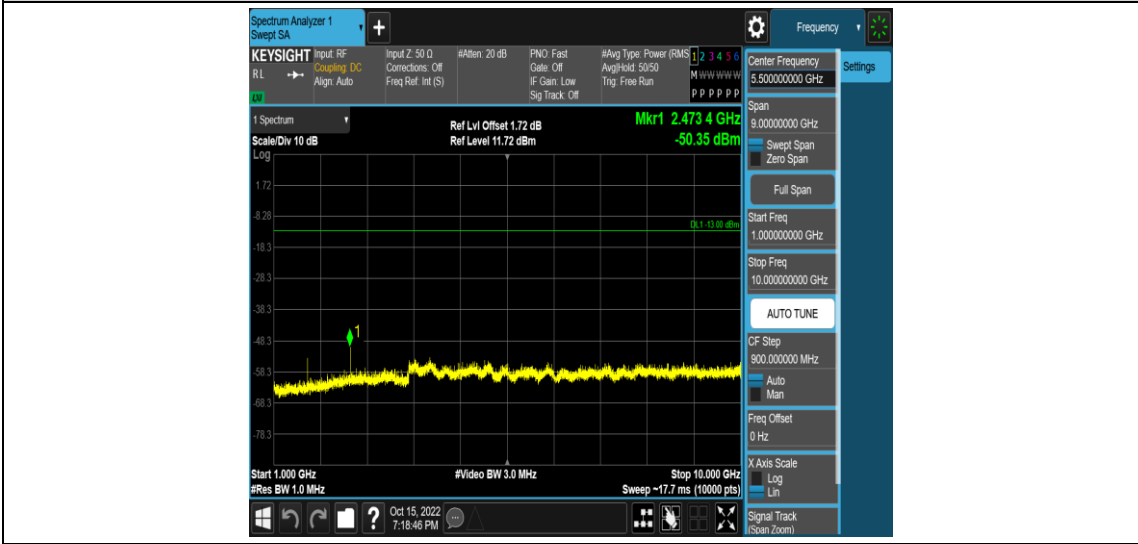 Spectrum Analyzer 1
Swept SA
+
Frequency
KEYSIGHT
RL
Input: RF
Coupling: DC
Align: Auto
Input Z: 50 Ω
Corrections: Off
Freq Ref: Int (S)
#Atten: 20 dB
PNO: Fast
Gate: Off
IF Gain: Low
Sig Track: Off
#Avg Type: Power (RMS
Avg|Hold: 50/50
Trig: Free Run
1 2 3 4 5 6
M W W W W W
P P P P P P
1 Spectrum
Scale/Div 10 dB
Log
Ref Lvl Offset 1.72 dB
Ref Level 11.72 dBm
Mkr1 2.473 4 GHz
-50.35 dBm
1.72
-8.28
-18.3
-28.3
-38.3
-48.3
-58.3
-68.3
-78.3
DL1 -13.00 dBm
1
Start 1.000 GHz
#Res BW 1.0 MHz
#Video BW 3.0 MHz
Stop 10.000 GHz
Sweep ~17.7 ms (10000 pts)
?
Oct 15, 2022
7:18:46 PM
Center Frequency
5.500000000 GHz
Settings
Span
9.00000000 GHz
Swept Span
Zero Span
Full Span
Start Freq
1.000000000 GHz
Stop Freq
10.000000000 GHz
AUTO TUNE
CF Step
900.000000 MHz
Auto
Man
Freq Offset
0 Hz
X Axis Scale
Log
Lin
Signal Track
(Span Zoom)